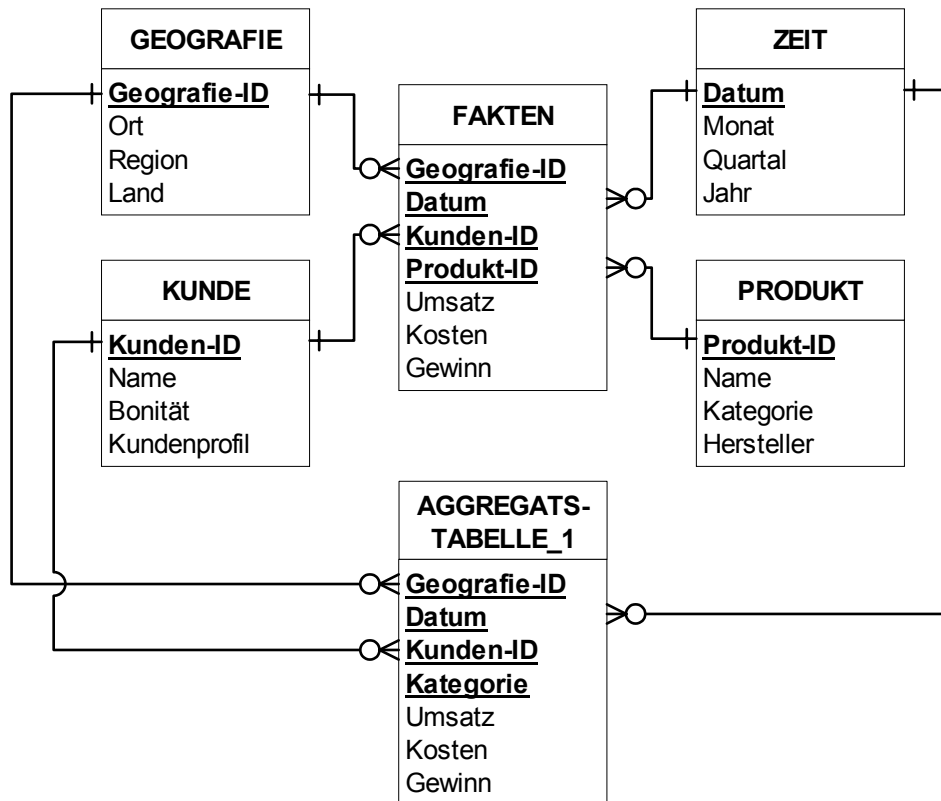 GEOGRAFIE
Geografie-ID
Ort
Region
Land
KUNDE
Kunden-ID
Name
Bonität
Kundenprofil
FAKTEN
Geografie-ID
Datum
Kunden-ID
Produkt-ID
Umsatz
Kosten
Gewinn
ZEIT
Datum
Monat
Quartal
Jahr
PRODUKT
Produkt-ID
Name
Kategorie
Hersteller
AGGREGATS-
TABELLE_1
Geografie-ID
Datum
Kunden-ID
Kategorie
Umsatz
Kosten
Gewinn